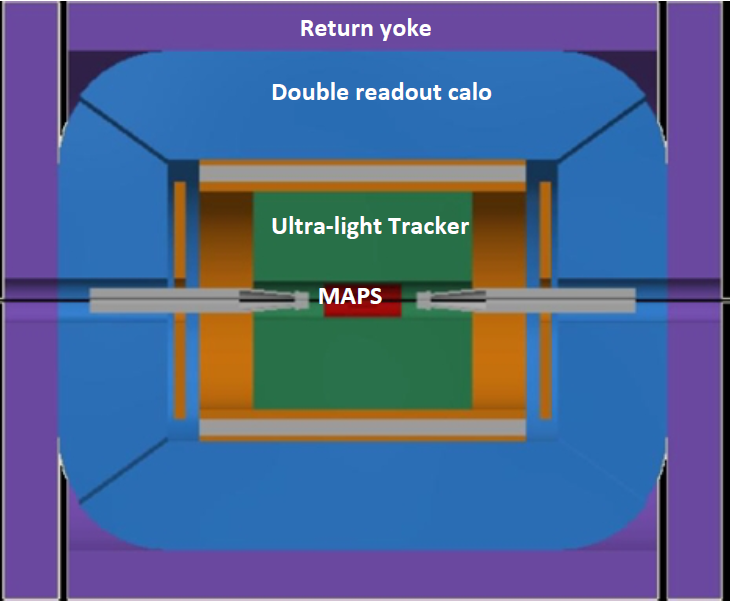 Return yoke
Double readout calo
Ultra-light Tracker
MAPS